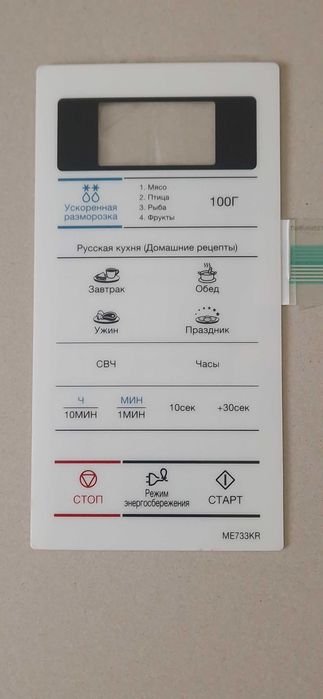 Ускоренная
разморозка
1. Мясо
2. Птица
3. Рыба
4. Фрукты
100Г
Русская кухня (Домашние рецепты)
Завтрак
Обед
Ужин
Праздник
СВЧ
Часы
Ч
10МИН
МИН
1МИН
10сек
+30сек
СТОП
Режим
энергосбережения
СТАРТ
ME733KR